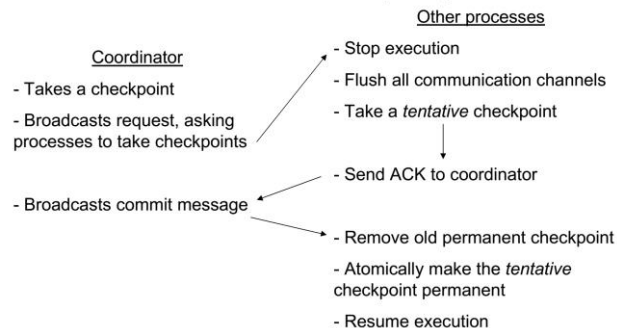 Coordinator
- Takes a checkpoint
- Broadcasts request, asking
processes to take checkpoints
- Broadcasts commit message
Other processes
- Stop execution
- Flush all communication channels
- Take a tentative checkpoint
- Send ACK to coordinator
- Remove old permanent checkpoint
- Atomically make the tentative
checkpoint permanent
- Resume execution